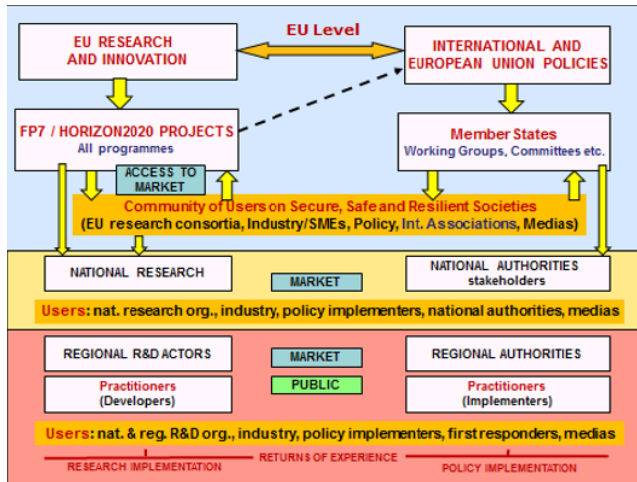 EU RESEARCH
AND INNOVATION
EU Level
INTERNATIONAL AND
EUROPEAN UNION POLICIES
FP7 / HORIZON2020 PROJECTS
All programmes
Member States
Working Groups, Committees etc.
ACCESS TO
MARKET
Community of Users on Secure, Safe and Resilient Societies
(EU research consortia, Industry/SMEs, Policy, Int. Associations, Medias)
NATIONAL RESEARCH
MARKET
NATIONAL AUTHORITIES
stakeholders
Users: nat. research org., industry, policy implementers, national authorities, medias
REGIONAL R&D ACTORS
MARKET
REGIONAL AUTHORITIES
Practitioners
(Developers)
PUBLIC
Practitioners
(Implementers)
Users: nat. & reg. R&D org., industry, policy implementers, first responders, medias
RESEARCH IMPLEMENTATION
RETURNS OF EXPERIENCE
POLICY IMPLEMENTATION